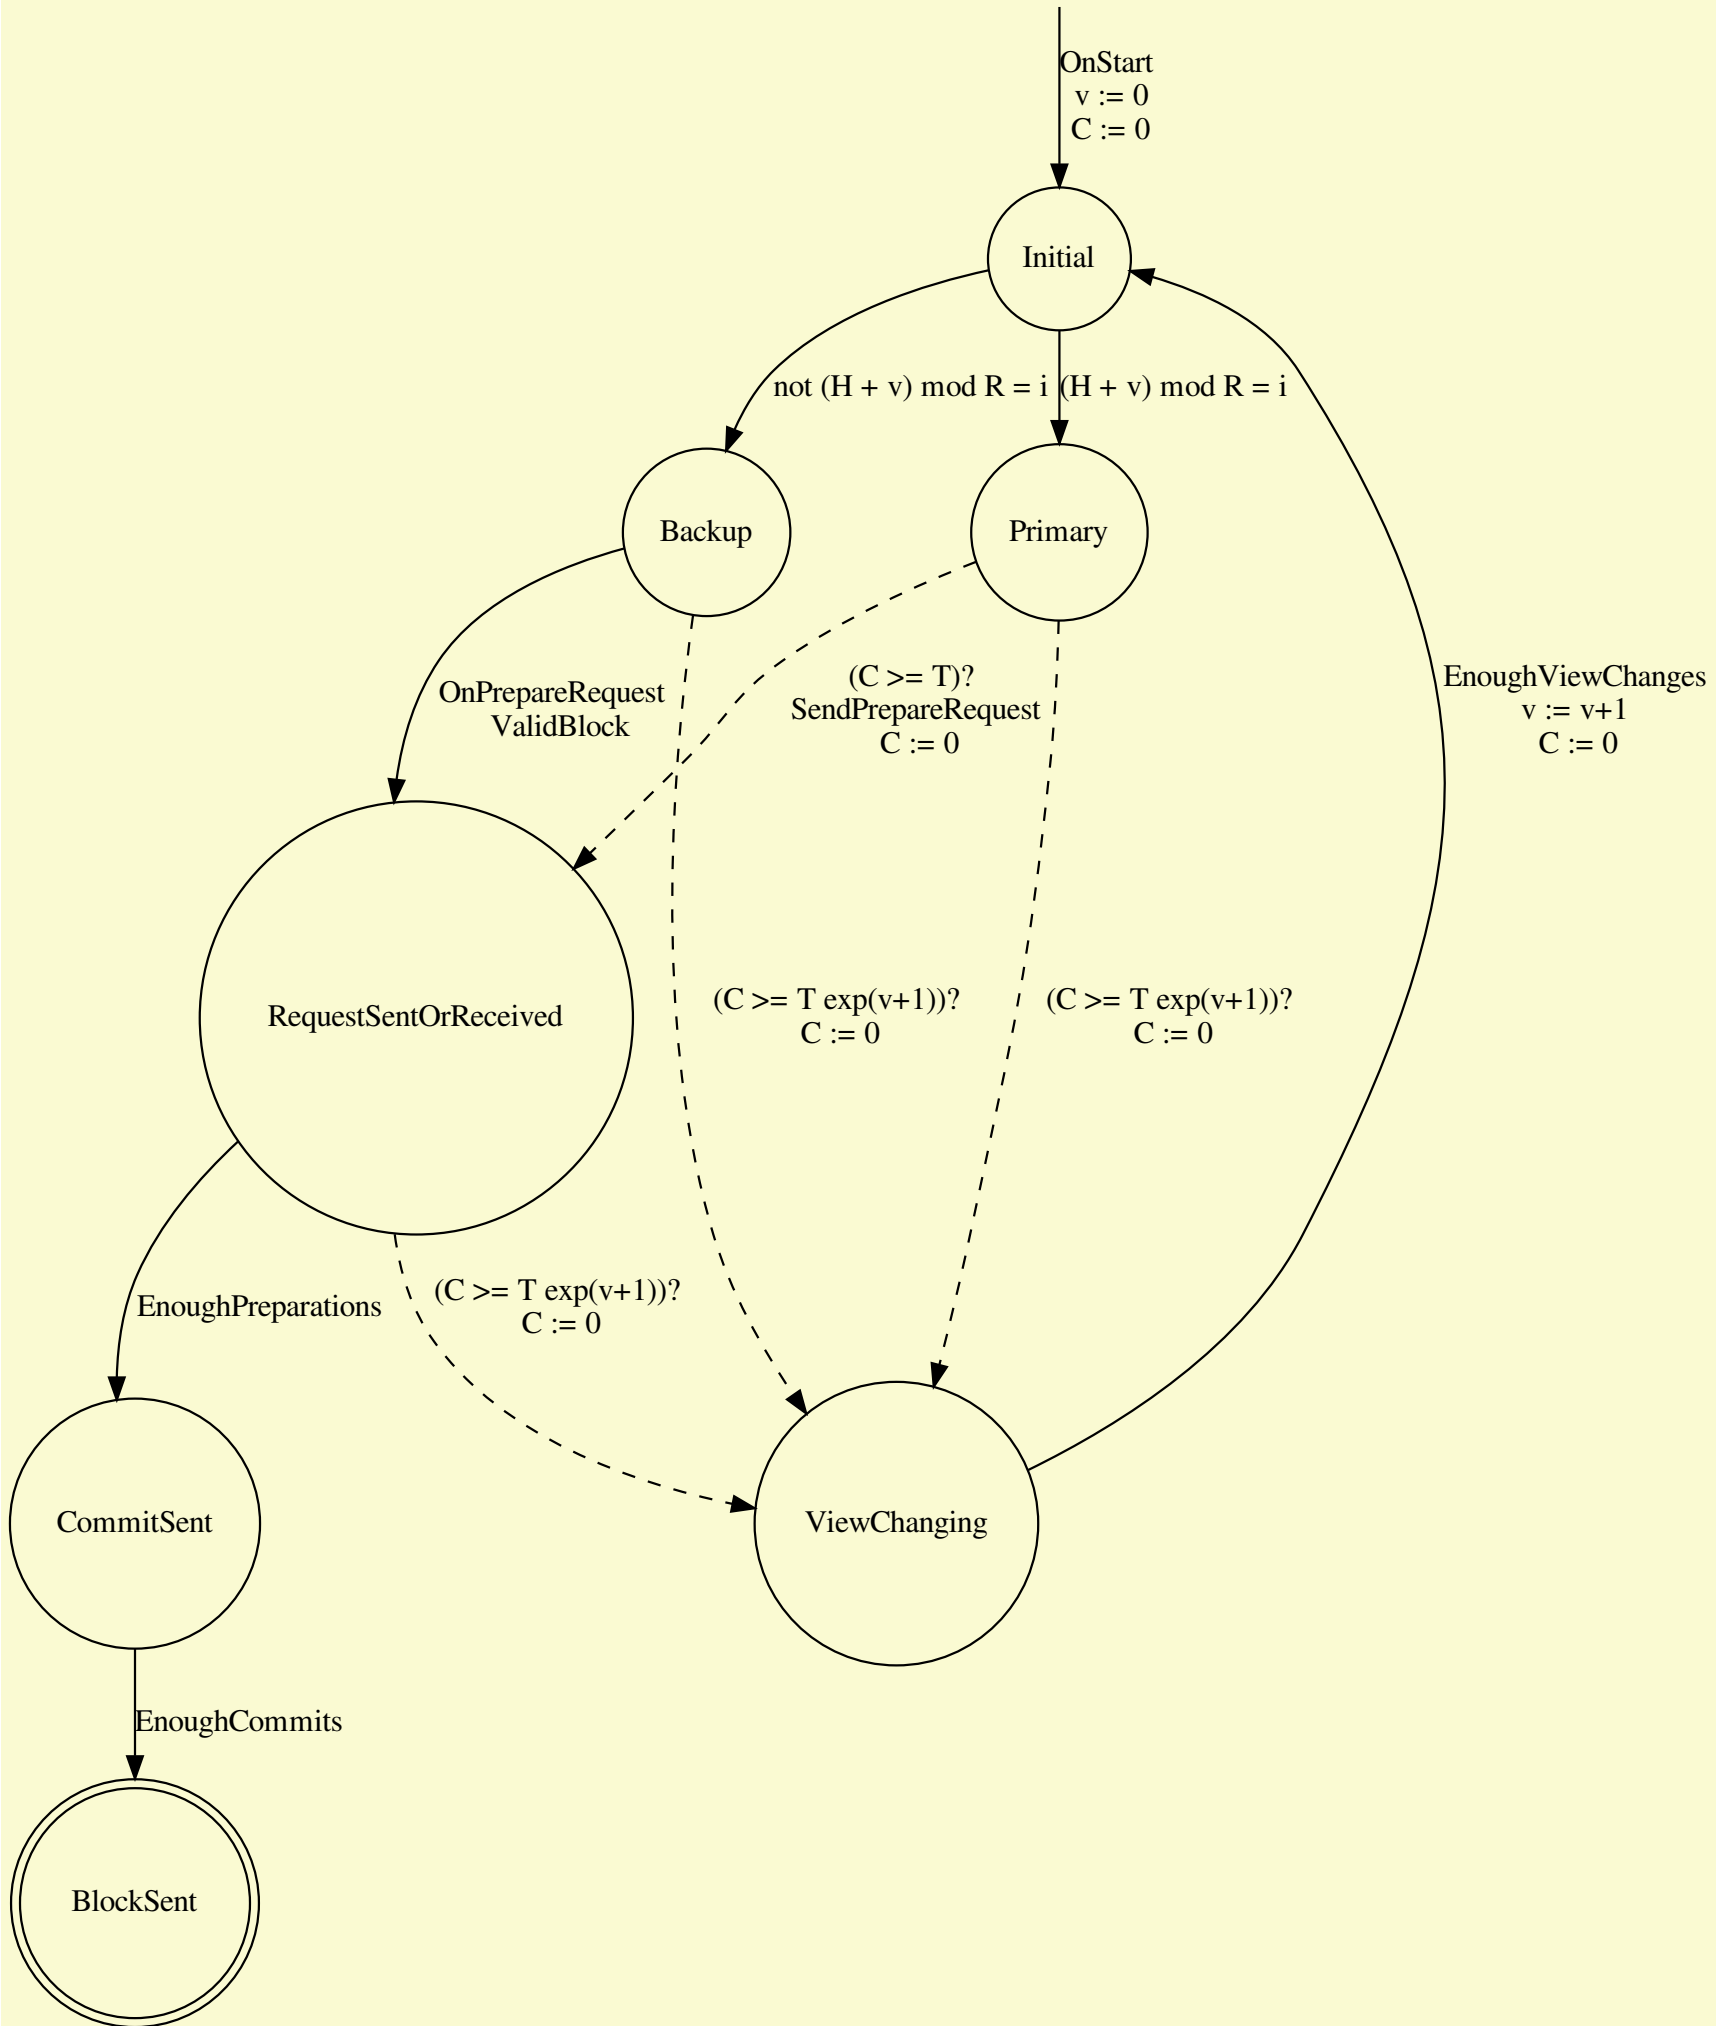 OnStart
v := 0
C := 0
Initial
not (H + v) mod R = i
(H + v) mod R = i
Backup
Primary
OnPrepareRequest
ValidBlock
(C >= T)?
SendPrepareRequest
C := 0
EnoughViewChanges
v := v+1
C := 0
RequestSentOrReceived
(C >= T exp(v+1))?
C := 0
(C >= T exp(v+1))?
C := 0
EnoughPreparations
(C >= T exp(v+1))?
C := 0
CommitSent
ViewChanging
EnoughCommits
BlockSent